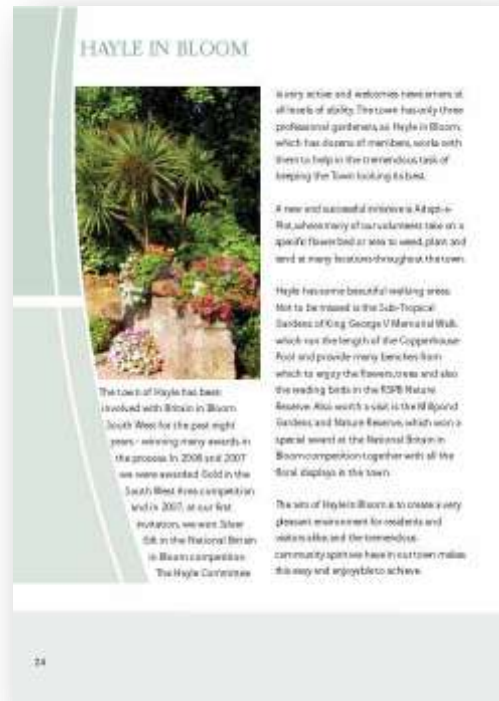 HAYLE IN BLOOM
The town of Hayle has been
involved with Britain in Bloom
South West for the past eight
years - winning many awards in
the process. In 2006 and 2007
we were awarded Gold in the
South West Area competition
and in 2007, at our first
invitation, we won Silver
Gilt in the National Britain
in Bloom competition.
The Hayle Committee
is very active and welcomes newcomers at
all levels of ability. The town has only three
professional gardeners, so Hayle in Bloom,
which has dozens of members, works with
them to help in the tremendous task of
keeping the Town looking its best.
A new and successful initiative is Adopt-a-
Plot, where many of our volunteers take on a
specific flower bed or area to weed, plant and
tend at many locations throughout the town.
Hayle has some beautiful walking areas.
Not to be missed is the Sub-Tropical
Gardens of King George V Memorial Walk,
which run the length of the Copperhouse
Pool and provide many benches from
which to enjoy the flowers, trees and also
the wading birds in the RSPB Nature
Reserve. Also worth a visit is the Millpond
Gardens and Nature Reserve, which won a
special award at the National Britain in
Bloom competition together with all the
floral displays in the town.
The aim of Hayle in Bloom is to create a very
pleasant environment for residents and
visitors alike and the tremendous
community spirit we have in our town makes
this easy and enjoyable to achieve.
24